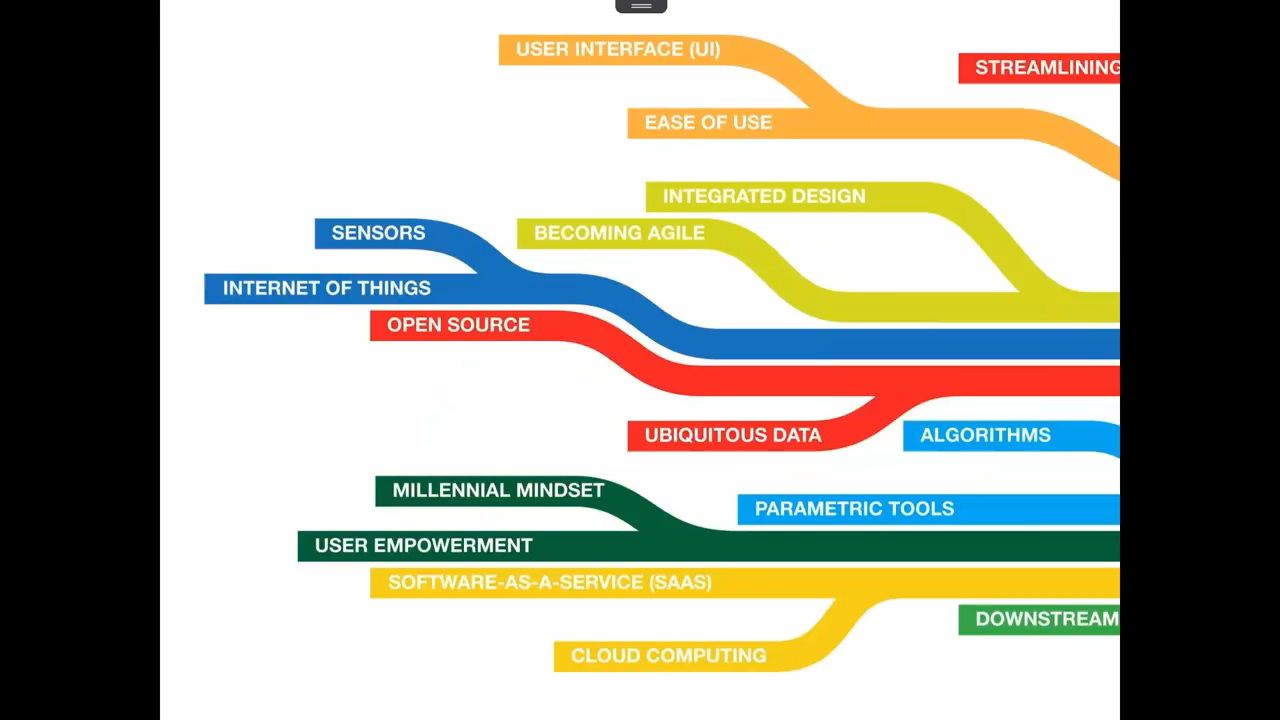 USER INTERFACE (UI)
STREAMLINING
EASE OF USE
INTEGRATED DESIGN
SENSORS
BECOMING AGILE
INTERNET OF THINGS
OPEN SOURCE
UBIQUITOUS DATA
ALGORITHMS
MILLENNIAL MINDSET
PARAMETRIC TOOLS
USER EMPOWERMENT
SOFTWARE-AS-A-SERVICE (SAAS)
DOWNSTREAM
CLOUD COMPUTING